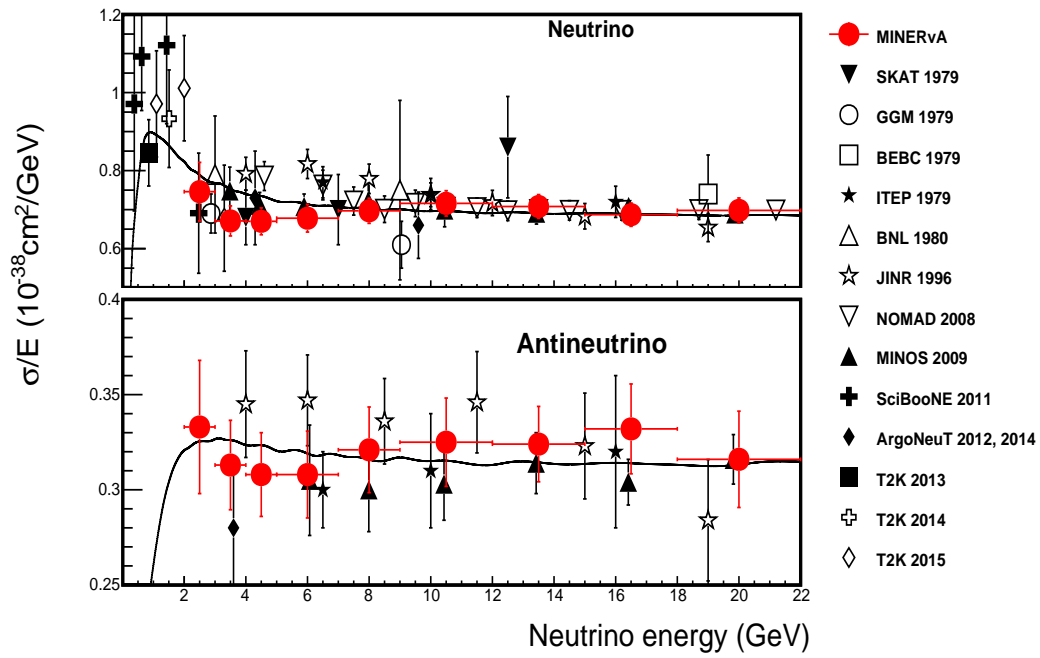 Neutrino
1.2
1
0.8
0.6
σ/E (10⁻³⁸cm²/GeV)
Antineutrino
0.4
0.35
0.3
0.25
2 4 6 8 10 12 14 16 18 20 22
Neutrino energy (GeV)
MINERvA
SKAT 1979
GGM 1979
BEBC 1979
ITEP 1979
BNL 1980
JINR 1996
NOMAD 2008
MINOS 2009
SciBooNE 2011
ArgoNeuT 2012, 2014
T2K 2013
T2K 2014
T2K 2015